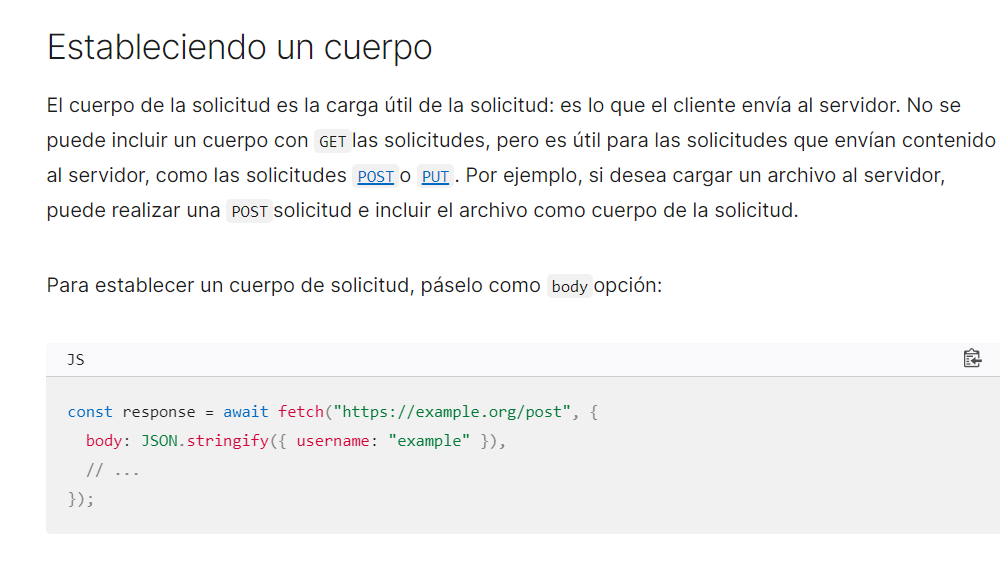 Estableciendo un cuerpo
El cuerpo de la solicitud es la carga útil de la solicitud: es lo que el cliente envía al servidor. No se
puede incluir un cuerpo con GET las solicitudes, pero es útil para las solicitudes que envían contenido
al servidor, como las solicitudes POST o PUT . Por ejemplo, si desea cargar un archivo al servidor,
puede realizar una POST solicitud e incluir el archivo como cuerpo de la solicitud.
Para establecer un cuerpo de solicitud, páselo como body opción:
JS
const response = await fetch("https://example.org/post", {
  body: JSON.stringify({ username: "example" }),
  // ...
});